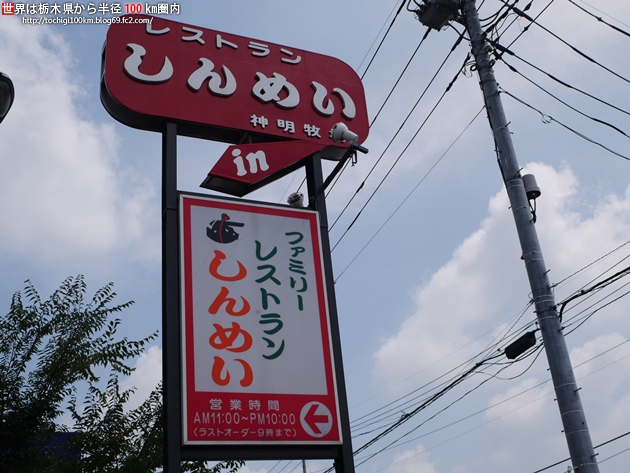 世界は栃木県から半径 100 km圏内
http://tochigi100km.blog69.fc2.com/
レストラン
しんめい
神明牧
in
ファミリー
レストラン
しんめい
営業時間
AM11:00~PM10:00
(ラストオーダー9時まで)